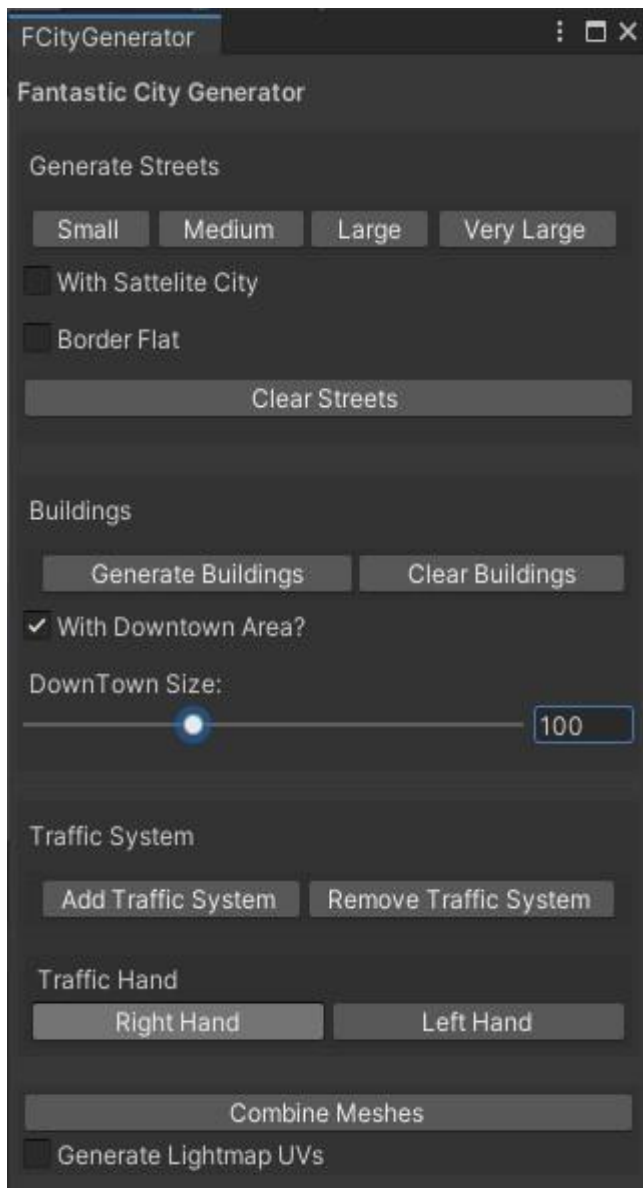 FCityGenerator
Fantastic City Generator
Generate Streets
Small Medium Large Very Large
With Sattelite City
Border Flat
Clear Streets
Buildings
Generate Buildings Clear Buildings
With Downtown Area?
DownTown Size:
100
Traffic System
Add Traffic System Remove Traffic System
Traffic Hand
Right Hand Left Hand
Combine Meshes
Generate Lightmap UVs